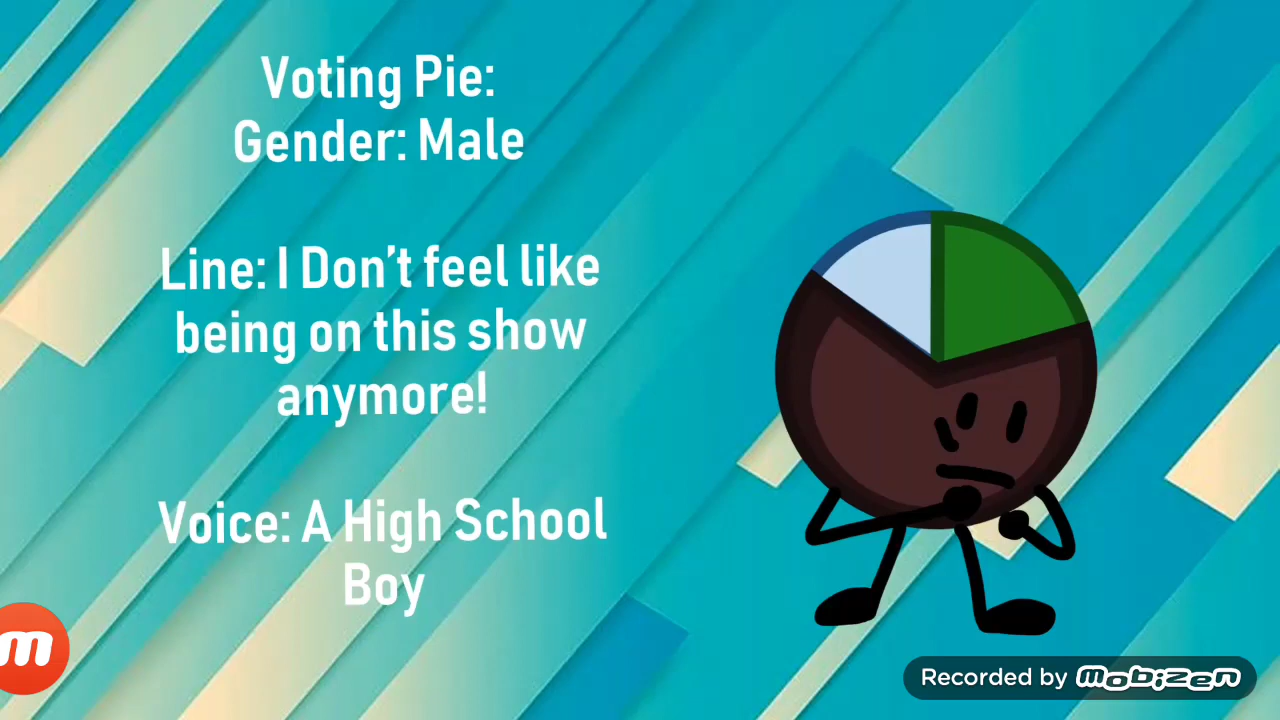 Voting Pie:
Gender: Male
Line: I Don’t feel like
being on this show
anymore!
Voice: A High School
Boy
m
Recorded by Mobizen